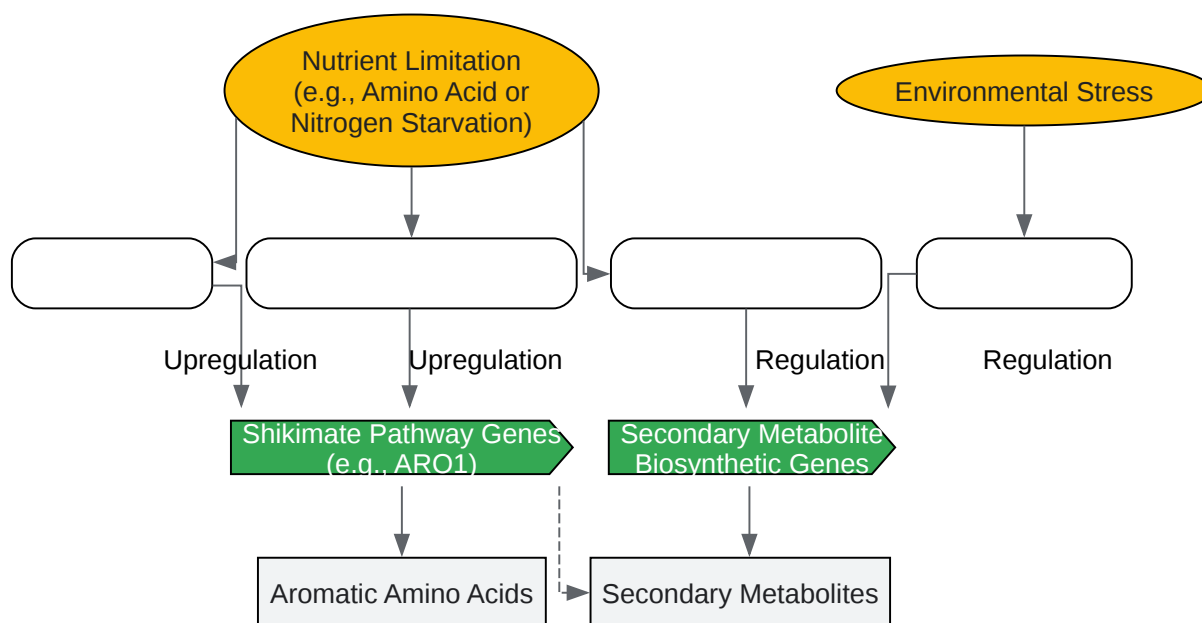 Nutrient Limitation
(e.g., Amino Acid or
Nitrogen Starvation)
Environmental Stress
Upregulation
Upregulation
Regulation
Regulation
Shikimate Pathway Genes
(e.g., ARO1)
Secondary Metabolite
Biosynthetic Genes
Aromatic Amino Acids
Secondary Metabolites